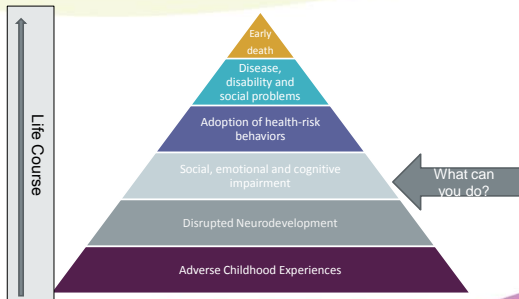 Life Course
Early
death
Disease,
disability and
social problems
Adoption of health-risk
behaviors
Social, emotional and cognitive
impairment
What can
you do?
Disrupted Neurodevelopment
Adverse Childhood Experiences